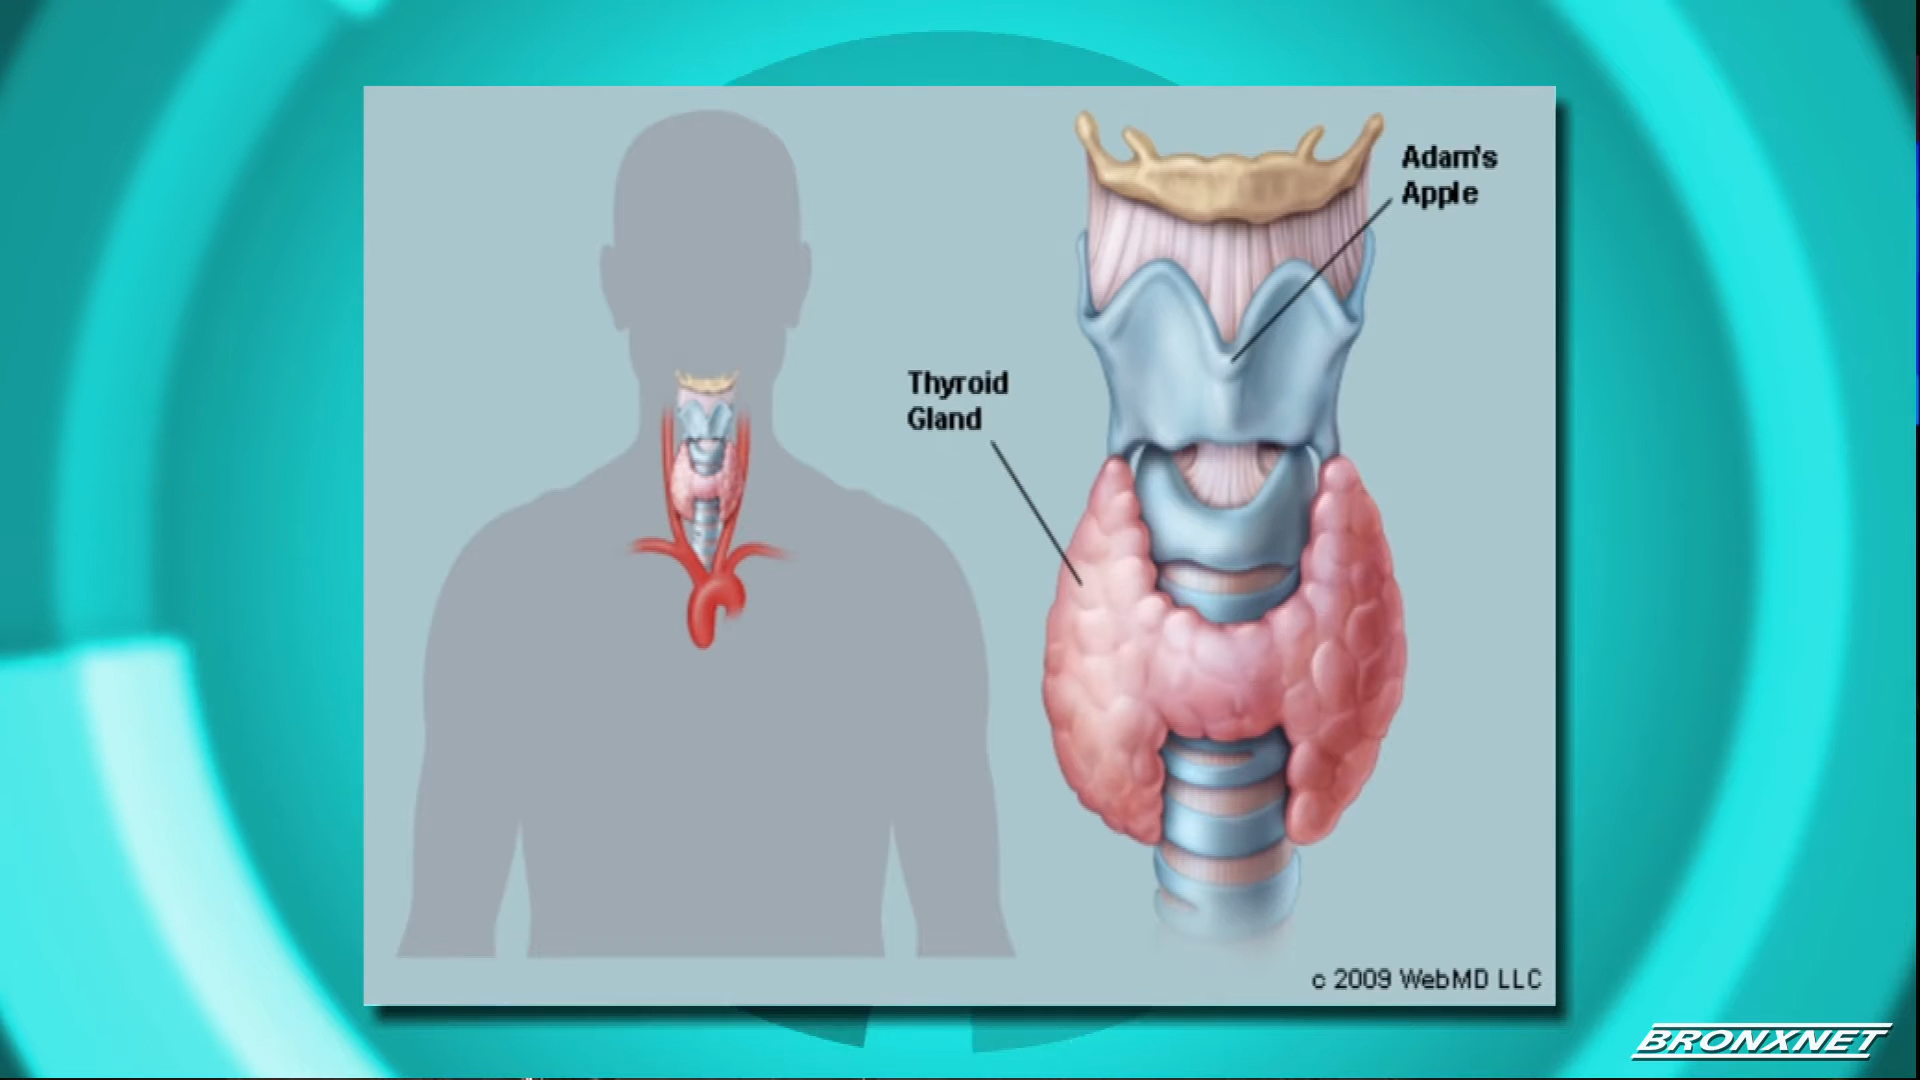 Adam's
Apple
Thyroid
Gland
c 2009 WebMD LLC
BRONXNET